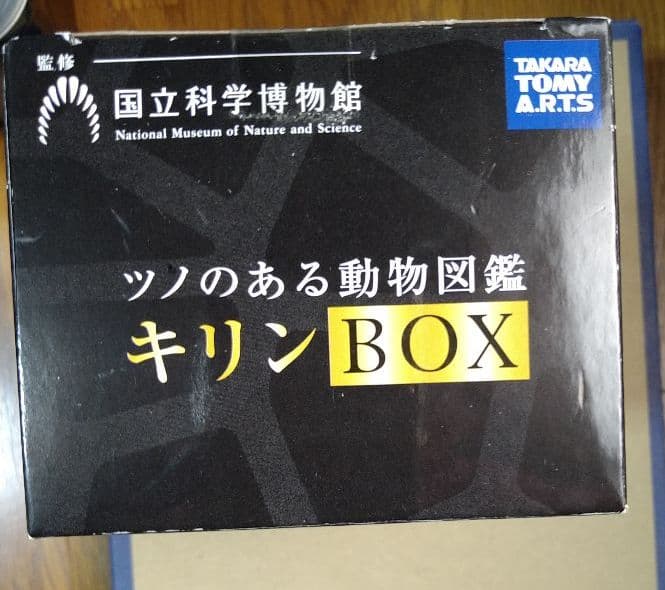 監修
国立科学博物館
National Museum of Nature and Science
TAKARA
TOMY
A.R.T.S
ツノのある動物図鑑
キリンBOX